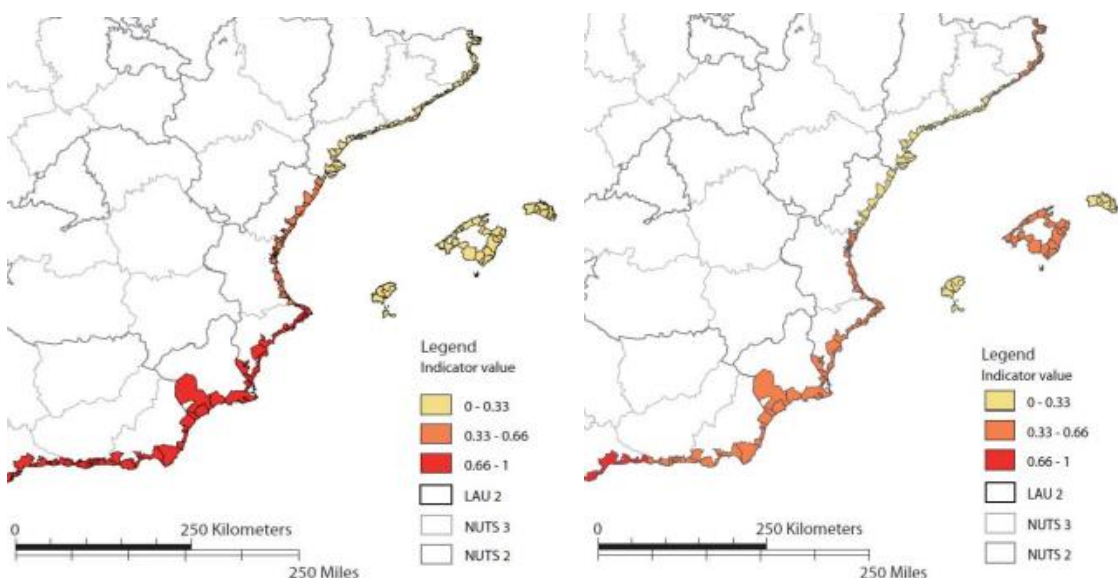 Legend
Indicator value
0 - 0.33
0.33 - 0.66
0.66 - 1
LAU 2
NUTS 3
NUTS 2
0 250 Kilometers
250 Miles
Legend
Indicator value
0 - 0.33
0.33 - 0.66
0.66 - 1
LAU 2
NUTS 3
NUTS 2
0 250 Kilometers
250 Miles